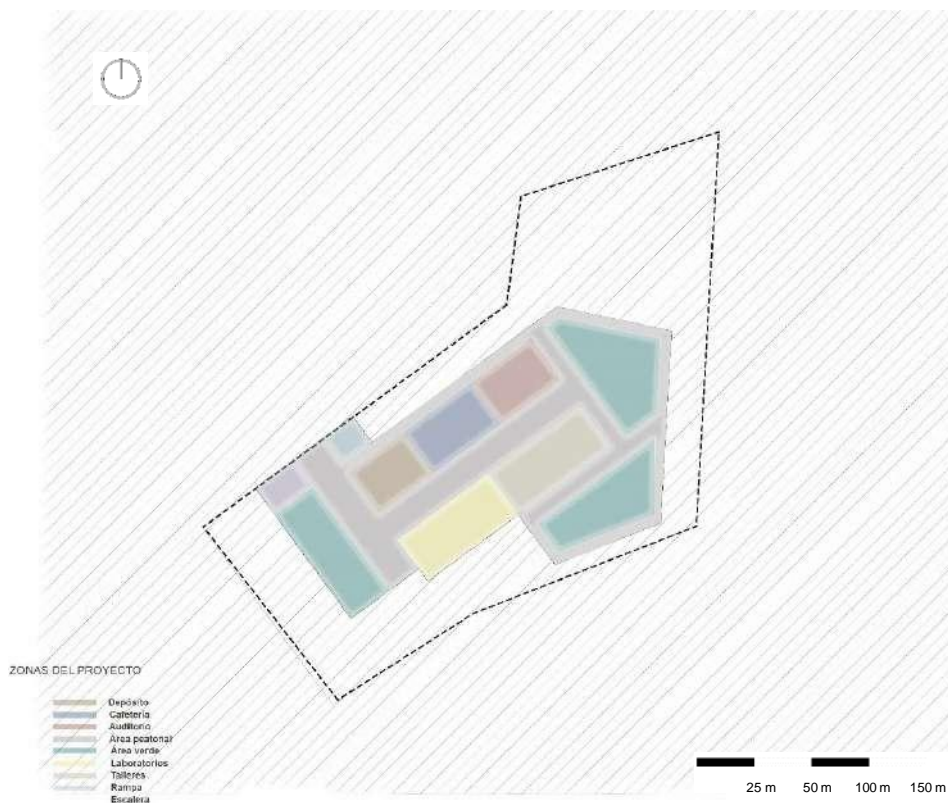 ZONAS DEL PROYECTO
Depósito
Cafetería
Auditorio
Área peatonal
Área verde
Laboratorios
Talleres
Rampa
Escalera
25 m 50 m 100 m 150 m